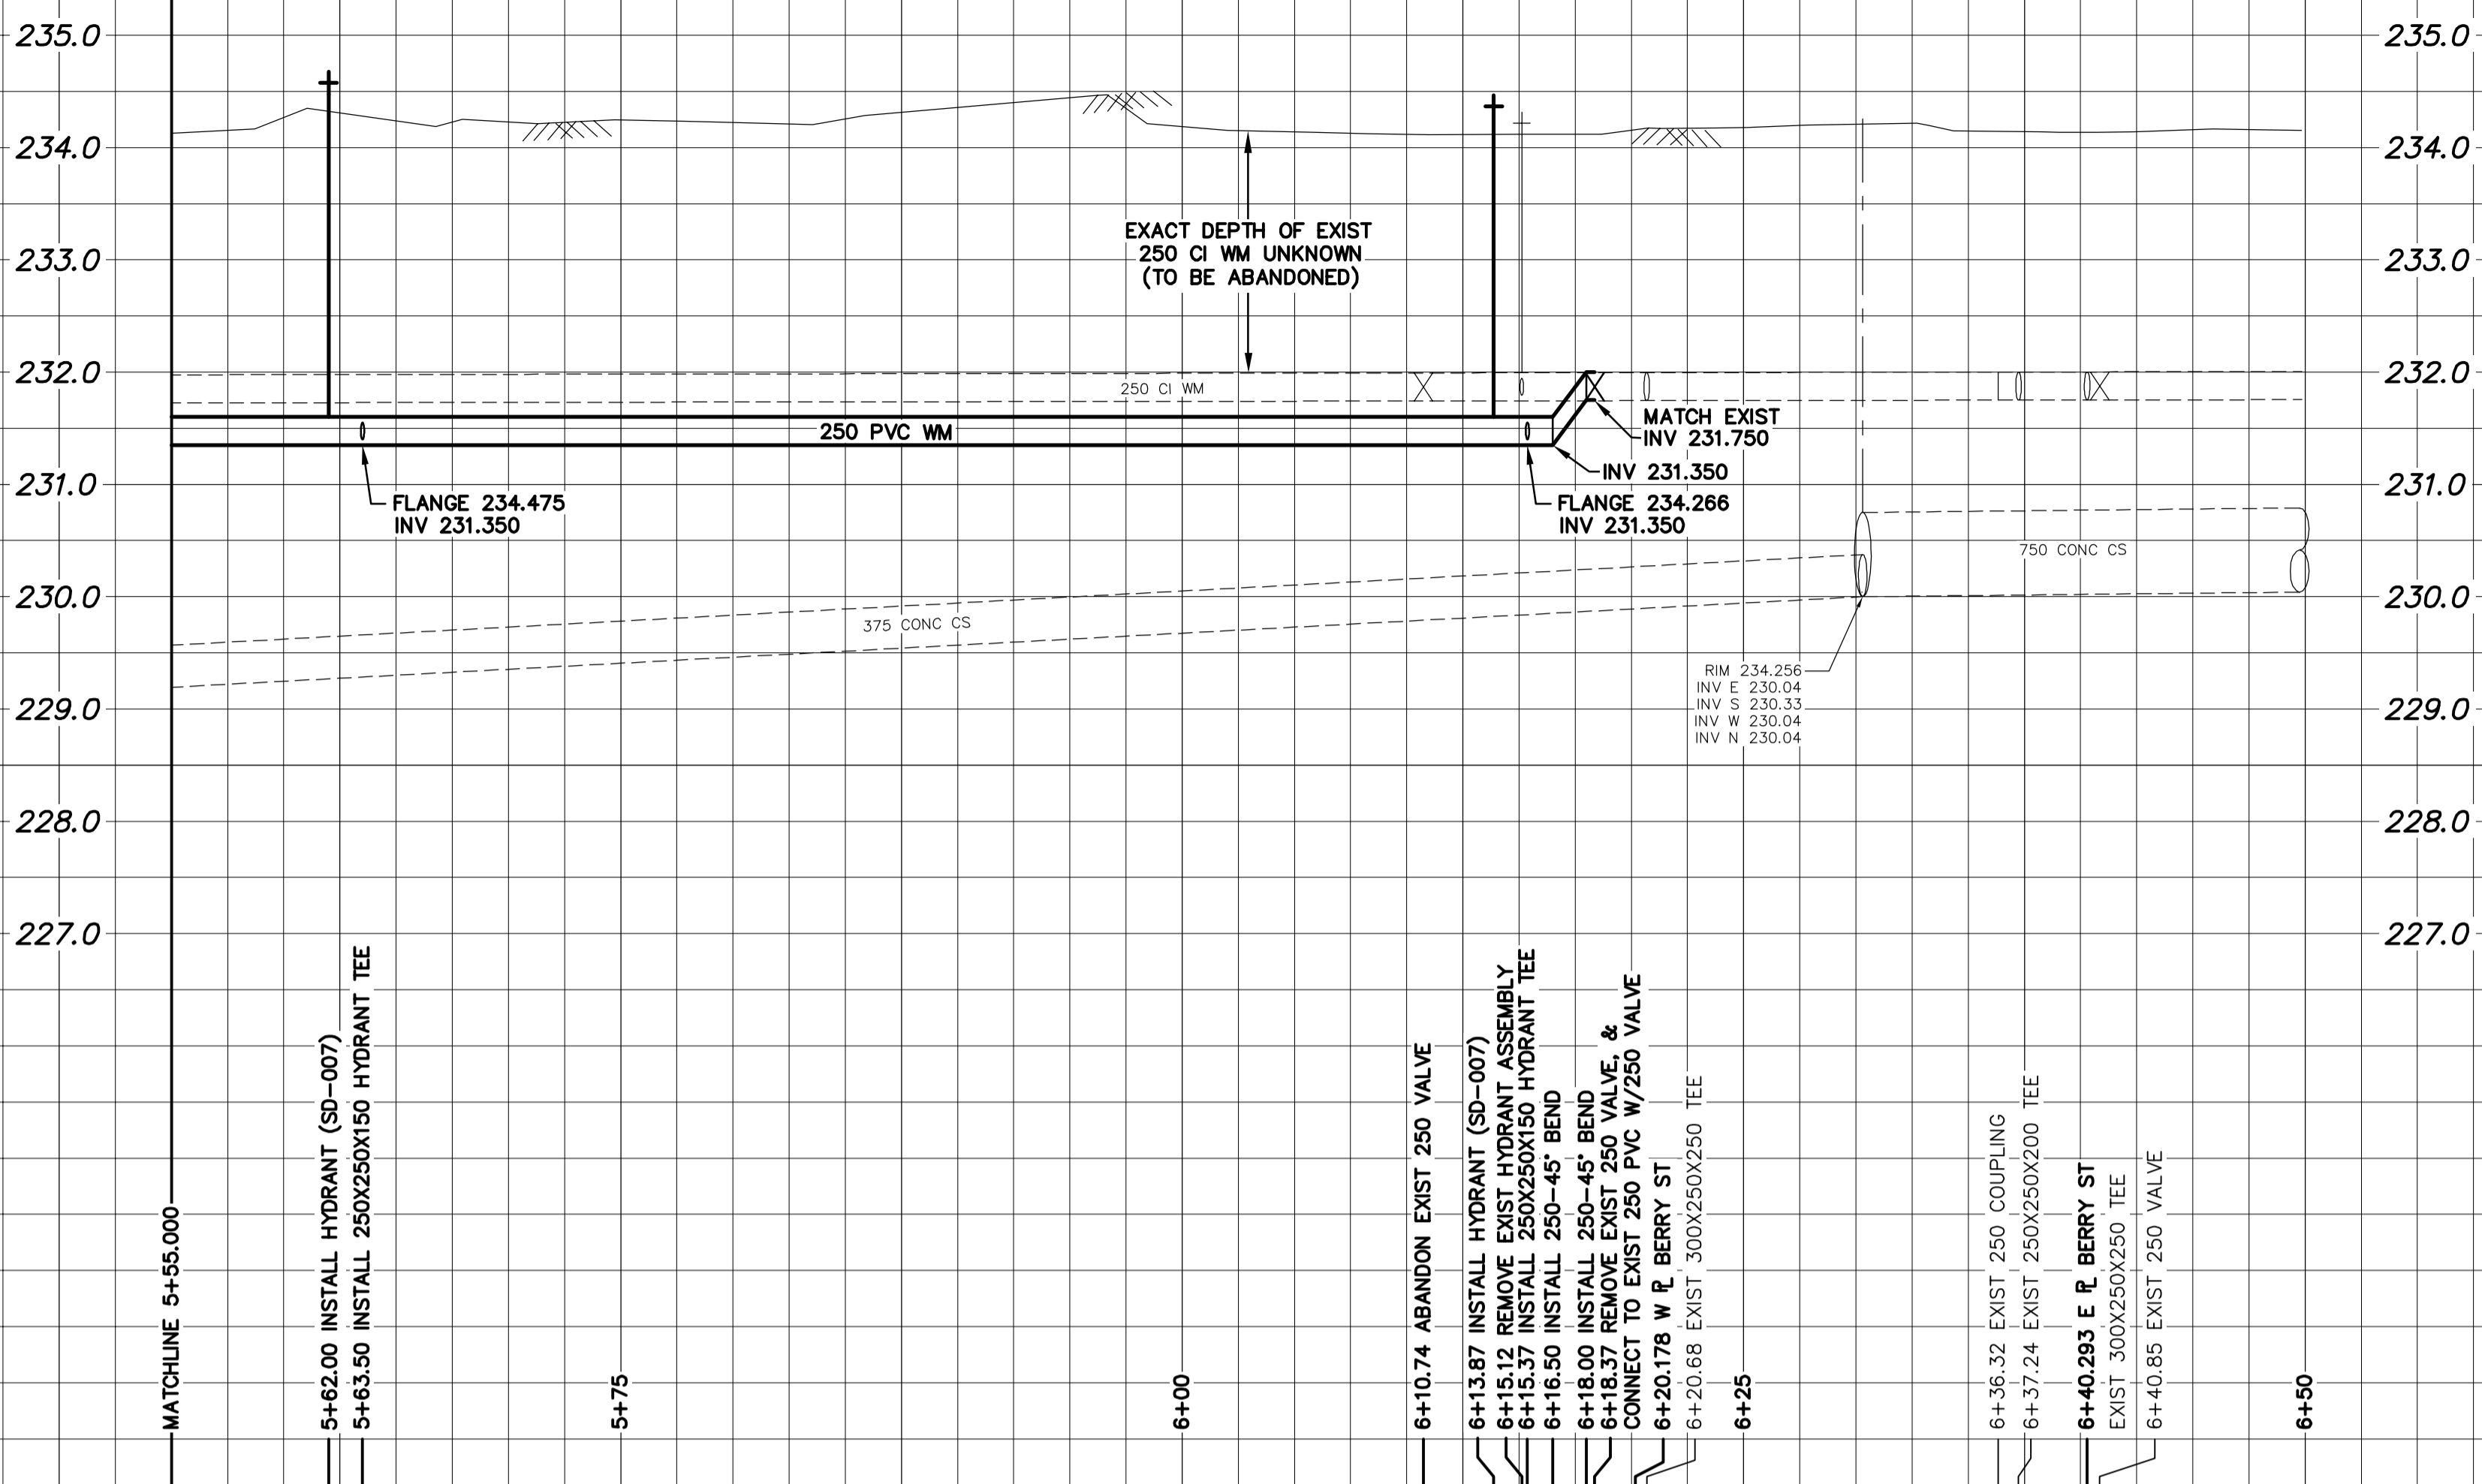 235.0
235.0
234.0
234.0
EXACT DEPTH OF EXIST
250 CI WM UNKNOWN
(TO BE ABANDONED)
233.0
233.0
232.0
232.0
250 CI WM
250 PVC WM
MATCH EXIST
INV 231.750
INV 231.350
231.0
231.0
FLANGE 234.475
INV 231.350
FLANGE 234.266
INV 231.350
750 CONC CS
230.0
230.0
375 CONC CS
RIM 234.256
INV E 230.04
INV S 230.33
INV W 230.04
INV N 230.04
229.0
229.0
228.0
228.0
227.0
227.0
MATCHLINE 5+55.000
5+62.00 INSTALL HYDRANT (SD-007)
5+63.50 INSTALL 250X250X150 HYDRANT TEE
5+75
6+00
6+10.74 ABANDON EXIST 250 VALVE
6+13.87 INSTALL HYDRANT (SD-007)
6+15.12 REMOVE EXIST HYDRANT ASSEMBLY
6+15.37 INSTALL 250X250X150 HYDRANT TEE
6+16.50 INSTALL 250-45° BEND
6+18.00 INSTALL 250-45° BEND
6+18.37 REMOVE EXIST 250 VALVE, &
CONNECT TO EXIST 250 PVC W/250 VALVE
6+20.178 W PL BERRY ST
6+20.68 EXIST 300X250X250 TEE
6+25
6+36.32 EXIST 250 COUPLING
6+37.24 EXIST 250X250X200 TEE
6+40.293 E PL BERRY ST
EXIST 300X250X250 TEE
6+40.85 EXIST 250 VALVE
6+50